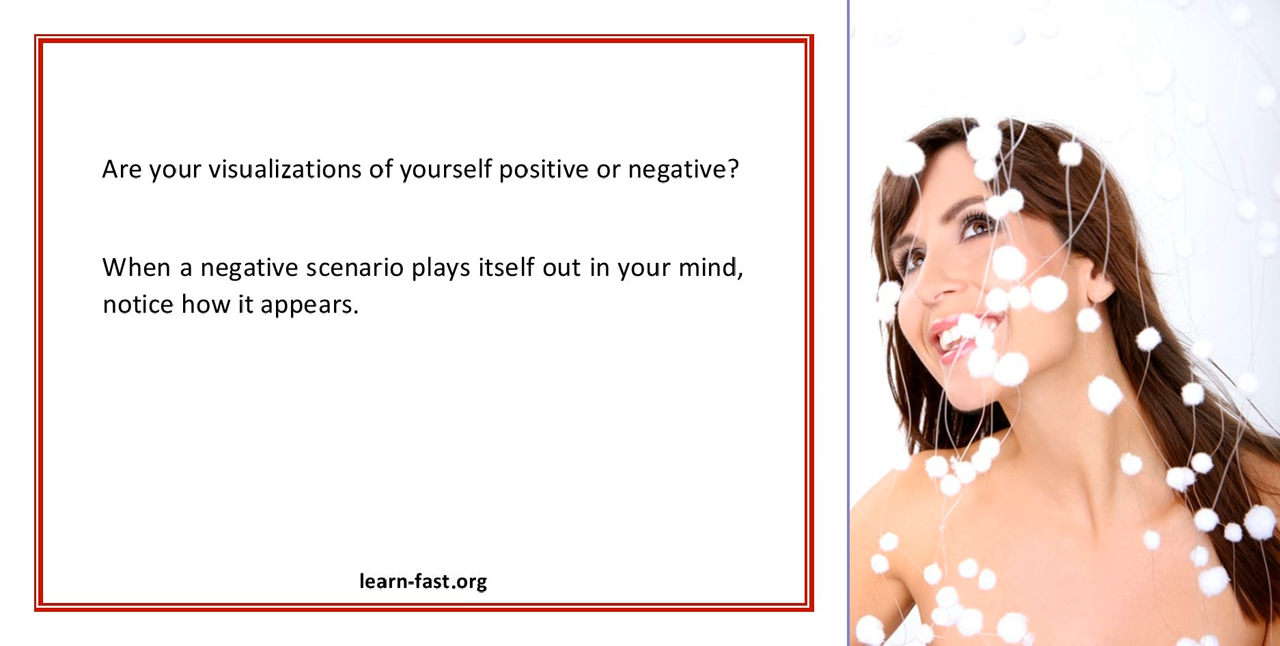 Are your visualizations of yourself positive or negative?
When a negative scenario plays itself out in your mind,
notice how it appears.
learn-fast.org